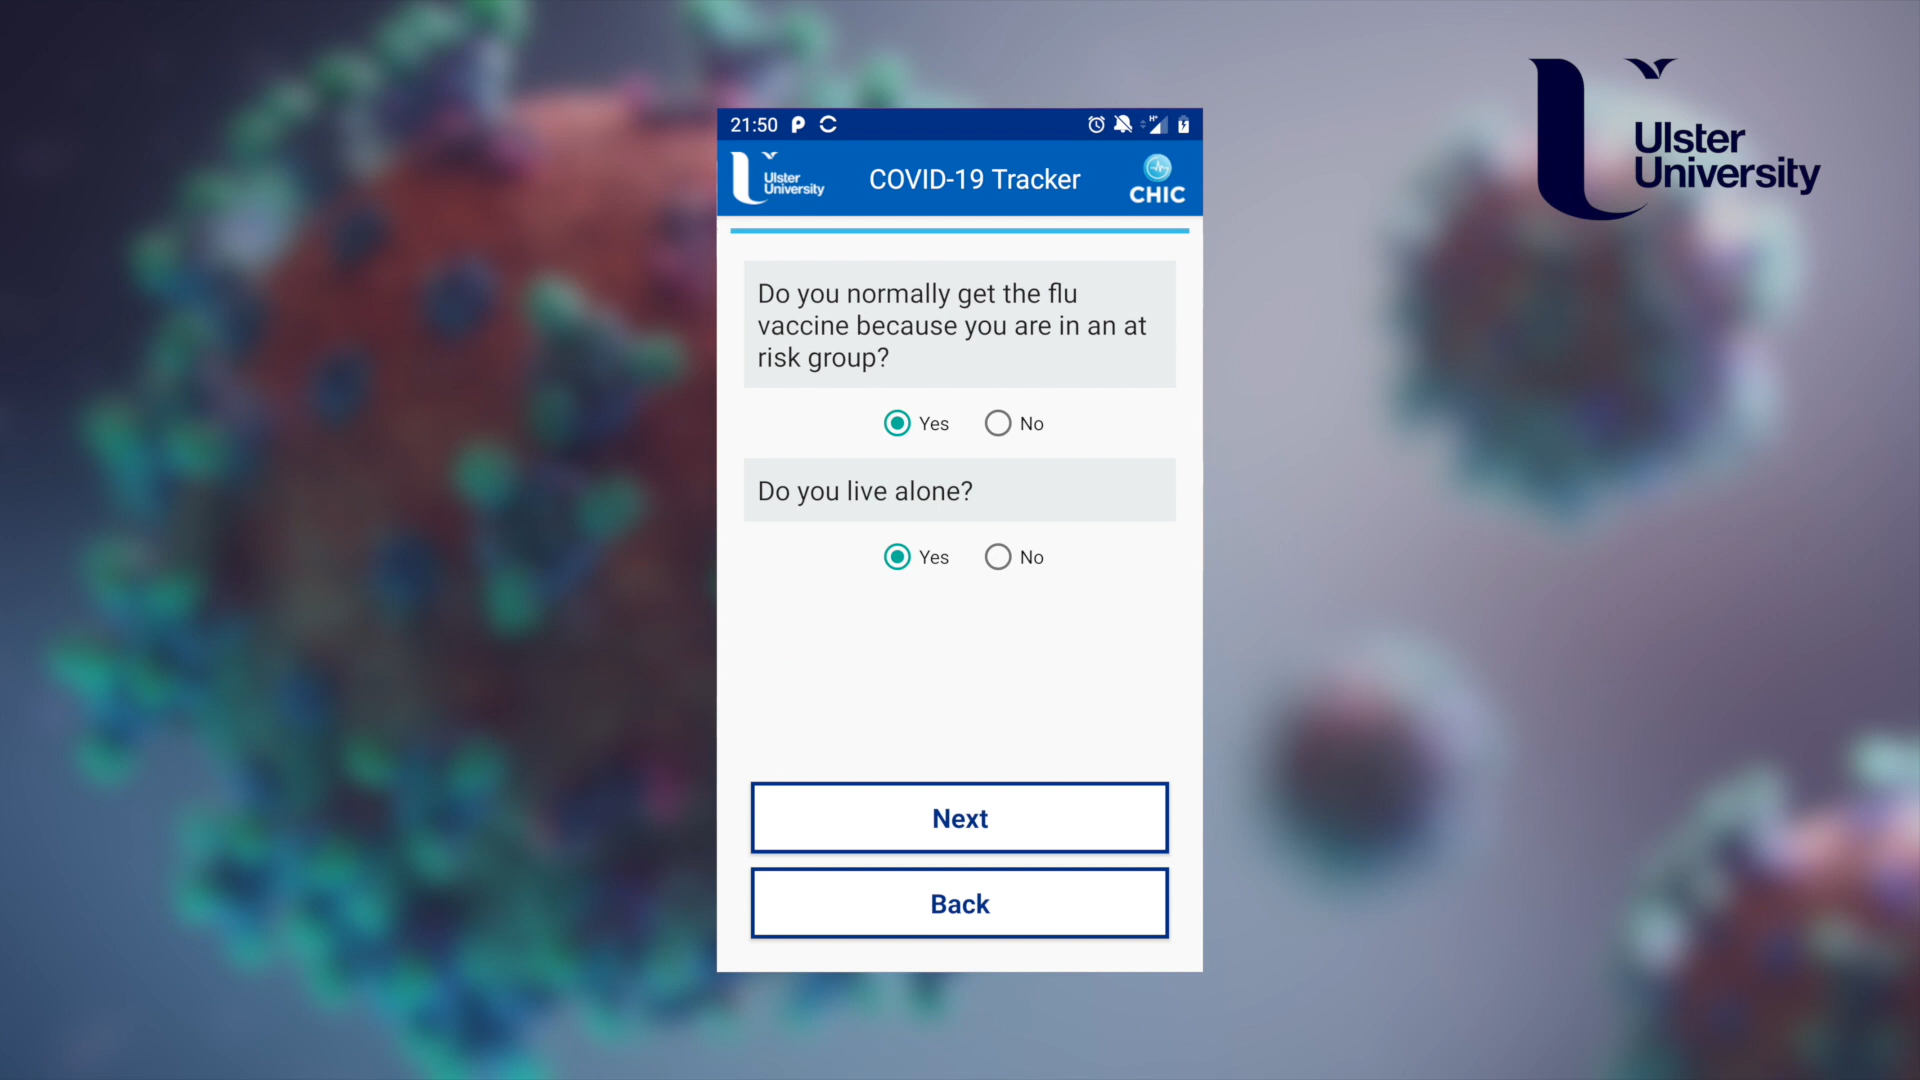 21:50
Ulster
University
COVID-19 Tracker
CHIC
Do you normally get the flu
vaccine because you are in an at
risk group?
Yes No
Do you live alone?
Yes No
Next
Back
Ulster
University